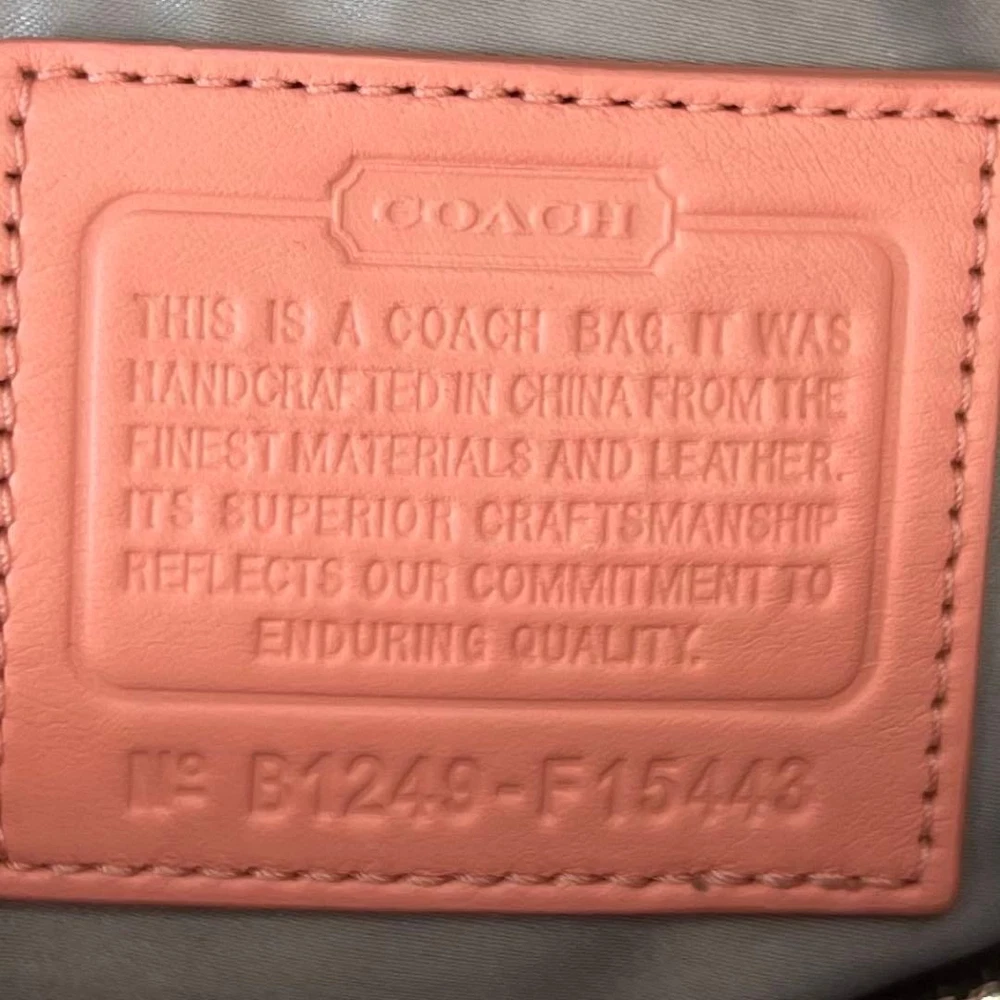 COACH
THIS IS A COACH BAG. IT WAS
HANDCRAFTED IN CHINA FROM THE
FINEST MATERIALS AND LEATHER.
ITS SUPERIOR CRAFTSMANSHIP
REFLECTS OUR COMMITMENT TO
ENDURING QUALITY.
Nº B1249-F15443